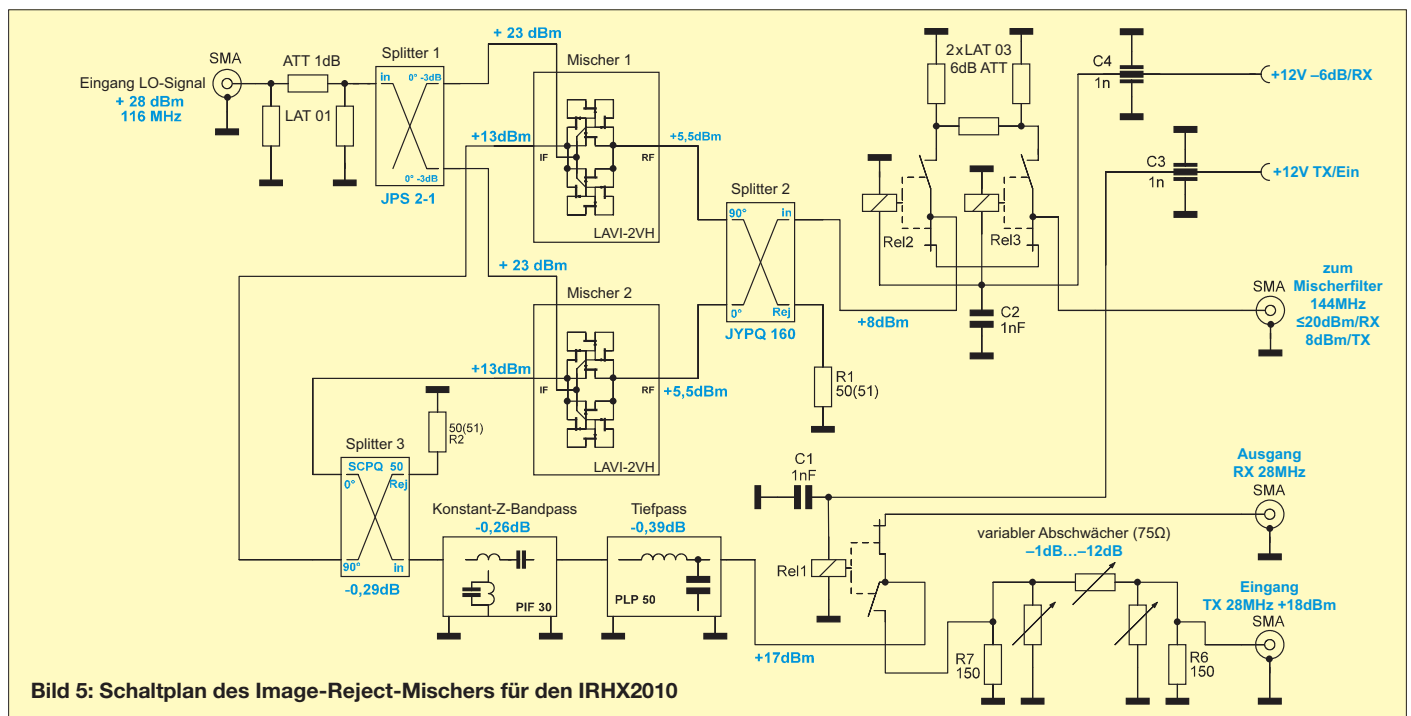 Eingang LO-Signal
+ 28 dBm
116 MHz
SMA
ATT 1dB
LAT 01
Splitter 1
in
0° -3dB
0° -3dB
JPS 2-1
+ 23 dBm
Mischer 1
+13dBm
IF
RF
+5,5dBm
LAVI-2VH
+ 23 dBm
Mischer 2
+13dBm
IF
RF
+5,5dBm
LAVI-2VH
Splitter 2
90°
in
0°
Rej
JYPQ 160
+8dBm
R1
50(51)
2xLAT 03
6dB ATT
Rel2
Rel3
C2
1nF
C4
1n
+12V –6dB/RX
C3
1n
+12V TX/Ein
zum
Mischerfilter
144MHz
≤20dBm/RX
8dBm/TX
SMA
Splitter 3
SCPQ 50
0°
Rej
90°
in
-0,29dB
50(51)
R2
Konstant-Z-Bandpass
-0,26dB
PIF 30
Tiefpass
-0,39dB
PLP 50
+17dBm
C1
1nF
Rel1
Ausgang
RX 28MHz
SMA
variabler Abschwächer (75Ω)
–1dB...–12dB
R7
150
R6
150
Eingang
TX 28MHz +18dBm
SMA
Bild 5: Schaltplan des Image-Reject-Mischers für den IRHX2010